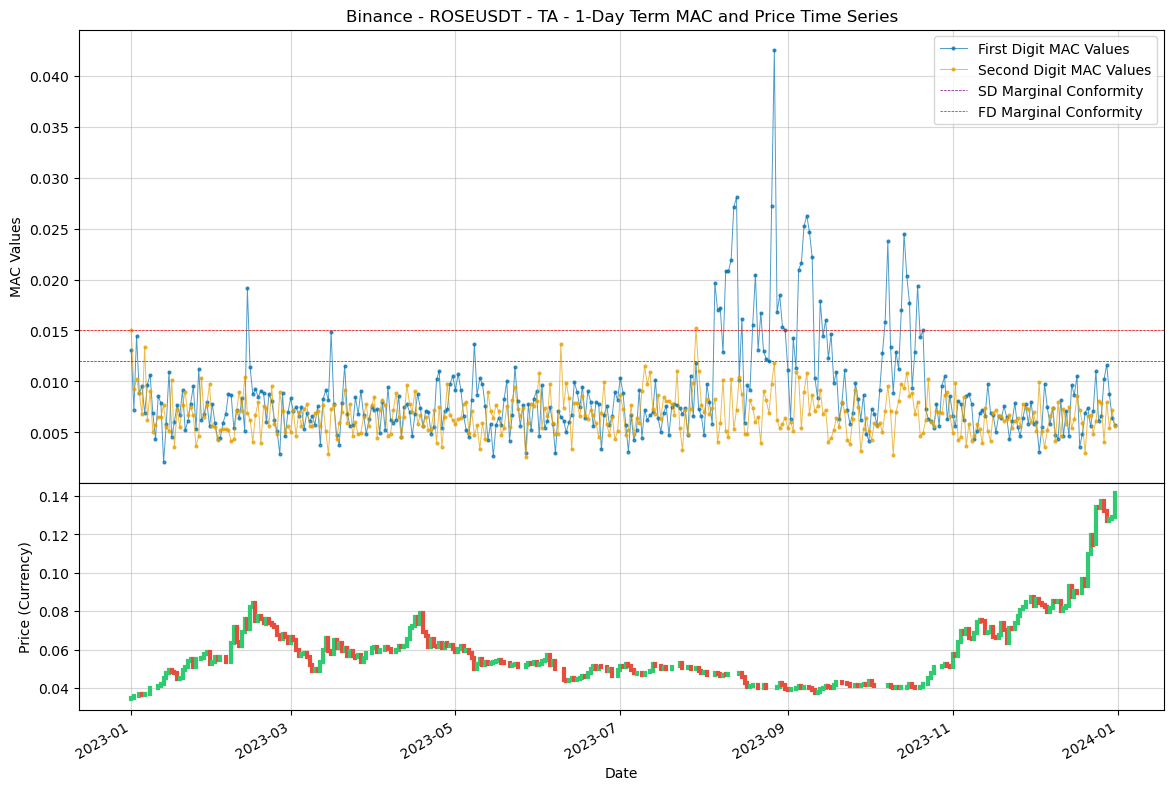 Binance - ROSEUSDT - TA - 1-Day Term MAC and Price Time Series
First Digit MAC Values
Second Digit MAC Values
SD Marginal Conformity
FD Marginal Conformity
MAC Values
0.040
0.035
0.030
0.025
0.020
0.015
0.010
0.005
Price (Currency)
0.14
0.12
0.10
0.08
0.06
0.04
2023-01
2023-03
2023-05
2023-07
2023-09
2023-11
2024-01
Date